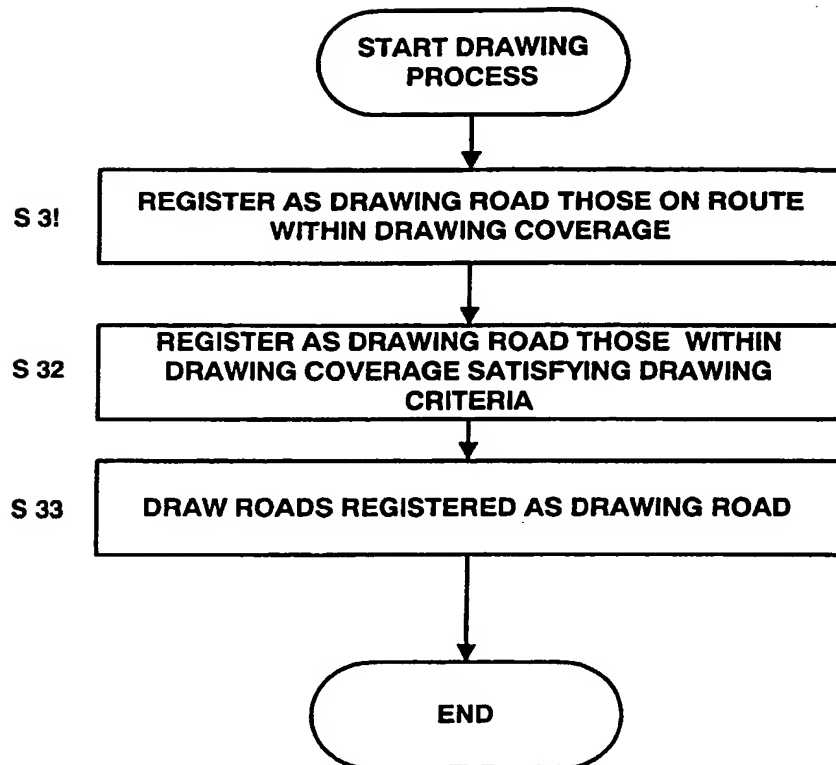 START DRAWING
PROCESS
S 3!
REGISTER AS DRAWING ROAD THOSE ON ROUTE
WITHIN DRAWING COVERAGE
S 32
REGISTER AS DRAWING ROAD THOSE WITHIN
DRAWING COVERAGE SATISFYING DRAWING
CRITERIA
S 33
DRAW ROADS REGISTERED AS DRAWING ROAD
END